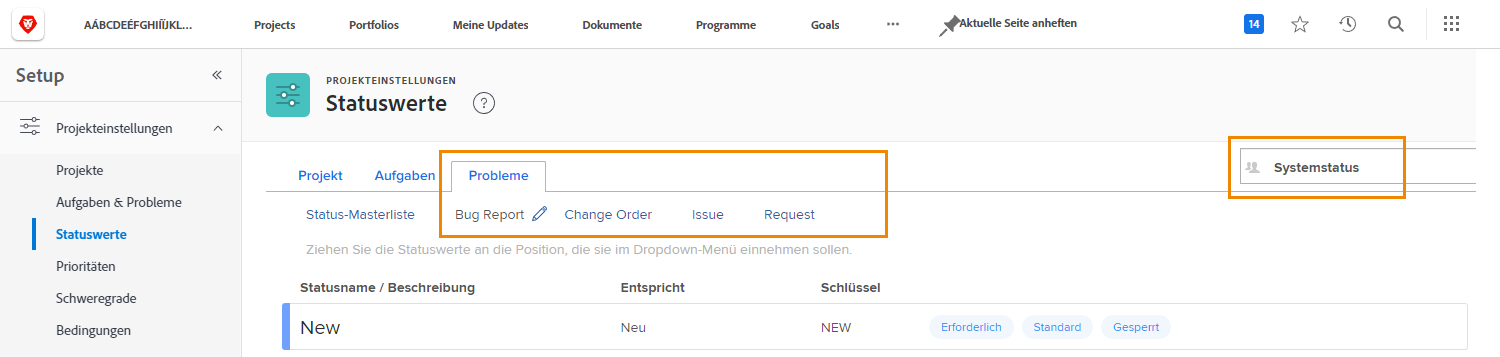 AÁBCDEÉFGHIÍÏJKL... Projects Portfolios Meine Updates Dokumente Programme Goals ••• Aktuelle Seite anheften 14
Setup «
Projekteinstellungen
Projekte
Aufgaben & Probleme
Statuswerte
Prioritäten
Schweregrade
Bedingungen
PROJEKTEINSTELLUNGEN
Statuswerte ?
Projekt Aufgaben Probleme Systemstatus
Status-Masterliste Bug Report Change Order Issue Request
Ziehen Sie die Statuswerte an die Position, die sie im Dropdown-Menü einnehmen sollen.
Statusname / Beschreibung Entspricht Schlüssel
New Neu NEW Erforderlich Standard Gesperrt